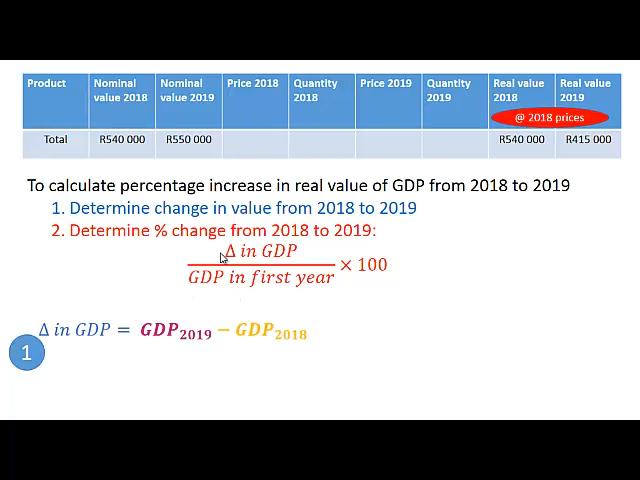 Product Nominal value 2018 Nominal value 2019 Price 2018 Quantity 2018 Price 2019 Quantity 2019 Real value 2018 Real value 2019
@ 2018 prices
Total R540 000 R550 000 R540 000 R415 000
To calculate percentage increase in real value of GDP from 2018 to 2019
1. Determine change in value from 2018 to 2019
2. Determine % change from 2018 to 2019:
Δ in GDP
GDP in first year × 100
Δ in GDP = GDP2019 − GDP2018
1